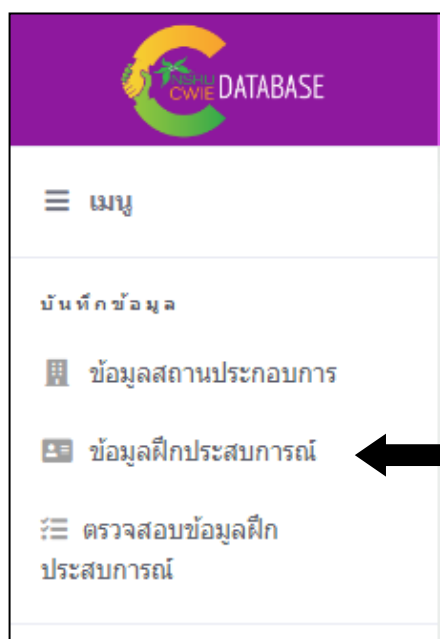 NSHU
CWIE DATABASE
เมนู
บันทึกข้อมูล
ข้อมูลสถานประกอบการ
ข้อมูลฝึกประสบการณ์
ตรวจสอบข้อมูลฝึก
ประสบการณ์